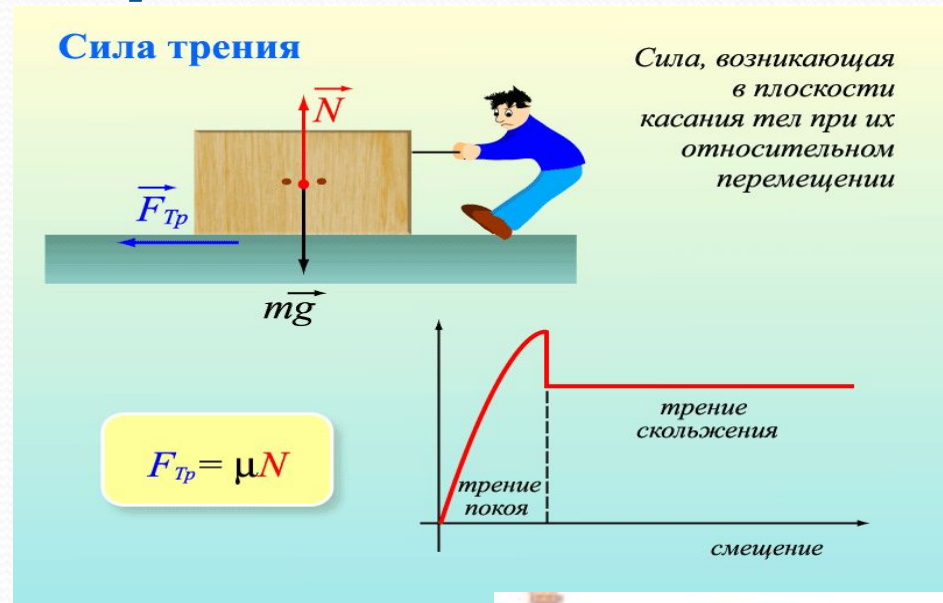 Сила трения
Сила, возникающая
в плоскости
касания тел при их
относительном
перемещении
N
FТр
mg
FТр = μN
трение
скольжения
трение
покоя
смещение